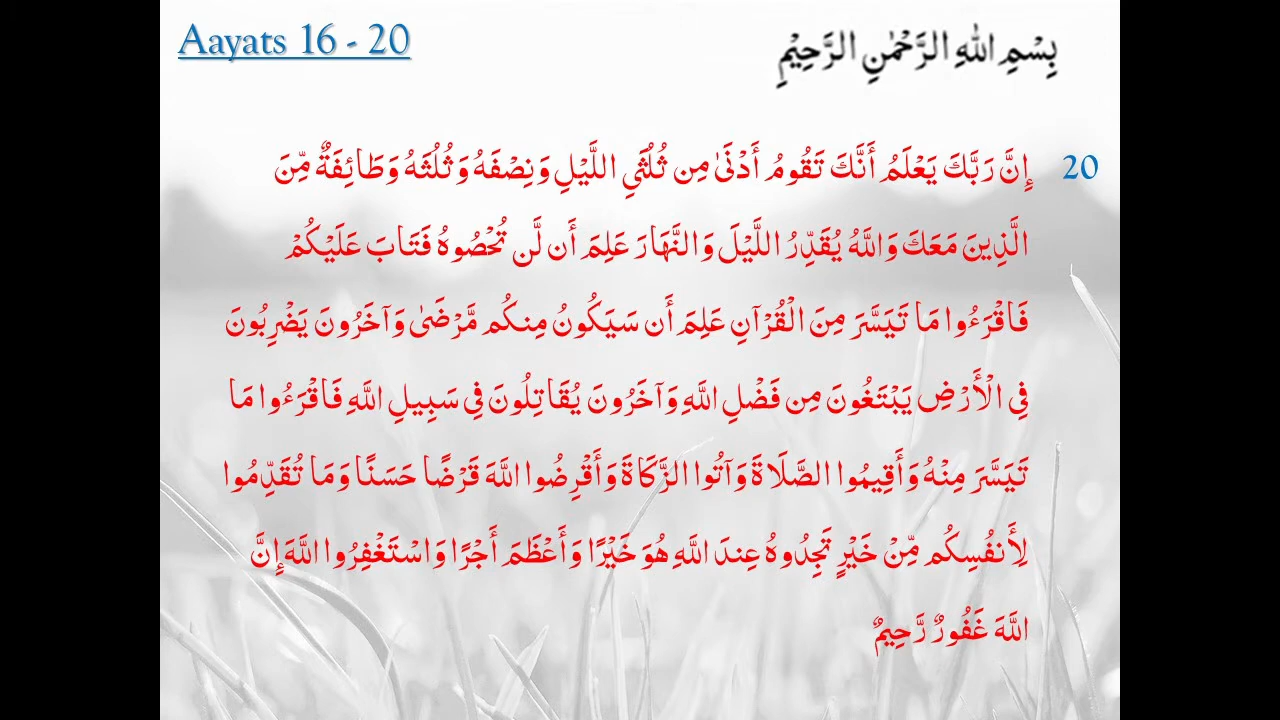 Aayats 16 - 20
بِسْمِ اللهِ الرَّحْمٰنِ الرَّحِيْمِ
20 إِنَّ رَبَّكَ يَعْلَمُ أَنَّكَ تَقُومُ أَدْنَىٰ مِن ثُلُثَيِ اللَّيْلِ وَنِصْفَهُ وَثُلُثَهُ وَطَائِفَةٌ مِّنَ
الَّذِينَ مَعَكَ وَاللَّهُ يُقَدِّرُ اللَّيْلَ وَالنَّهَارَ عَلِمَ أَن لَّن تُحْصُوهُ فَتَابَ عَلَيْكُمْ
فَاقْرَءُوا مَا تَيَسَّرَ مِنَ الْقُرْآنِ عَلِمَ أَن سَيَكُونُ مِنكُم مَّرْضَىٰ وَآخَرُونَ يَضْرِبُونَ
فِي الْأَرْضِ يَبْتَغُونَ مِن فَضْلِ اللَّهِ وَآخَرُونَ يُقَاتِلُونَ فِي سَبِيلِ اللَّهِ فَاقْرَءُوا مَا
تَيَسَّرَ مِنْهُ وَأَقِيمُوا الصَّلَاةَ وَآتُوا الزَّكَاةَ وَأَقْرِضُوا اللَّهَ قَرْضًا حَسَنًا وَمَا تُقَدِّمُوا
لِأَنفُسِكُم مِّنْ خَيْرٍ تَجِدُوهُ عِندَ اللَّهِ هُوَ خَيْرًا وَأَعْظَمَ أَجْرًا وَاسْتَغْفِرُوا اللَّهَ إِنَّ
اللَّهَ غَفُورٌ رَّحِيمٌ